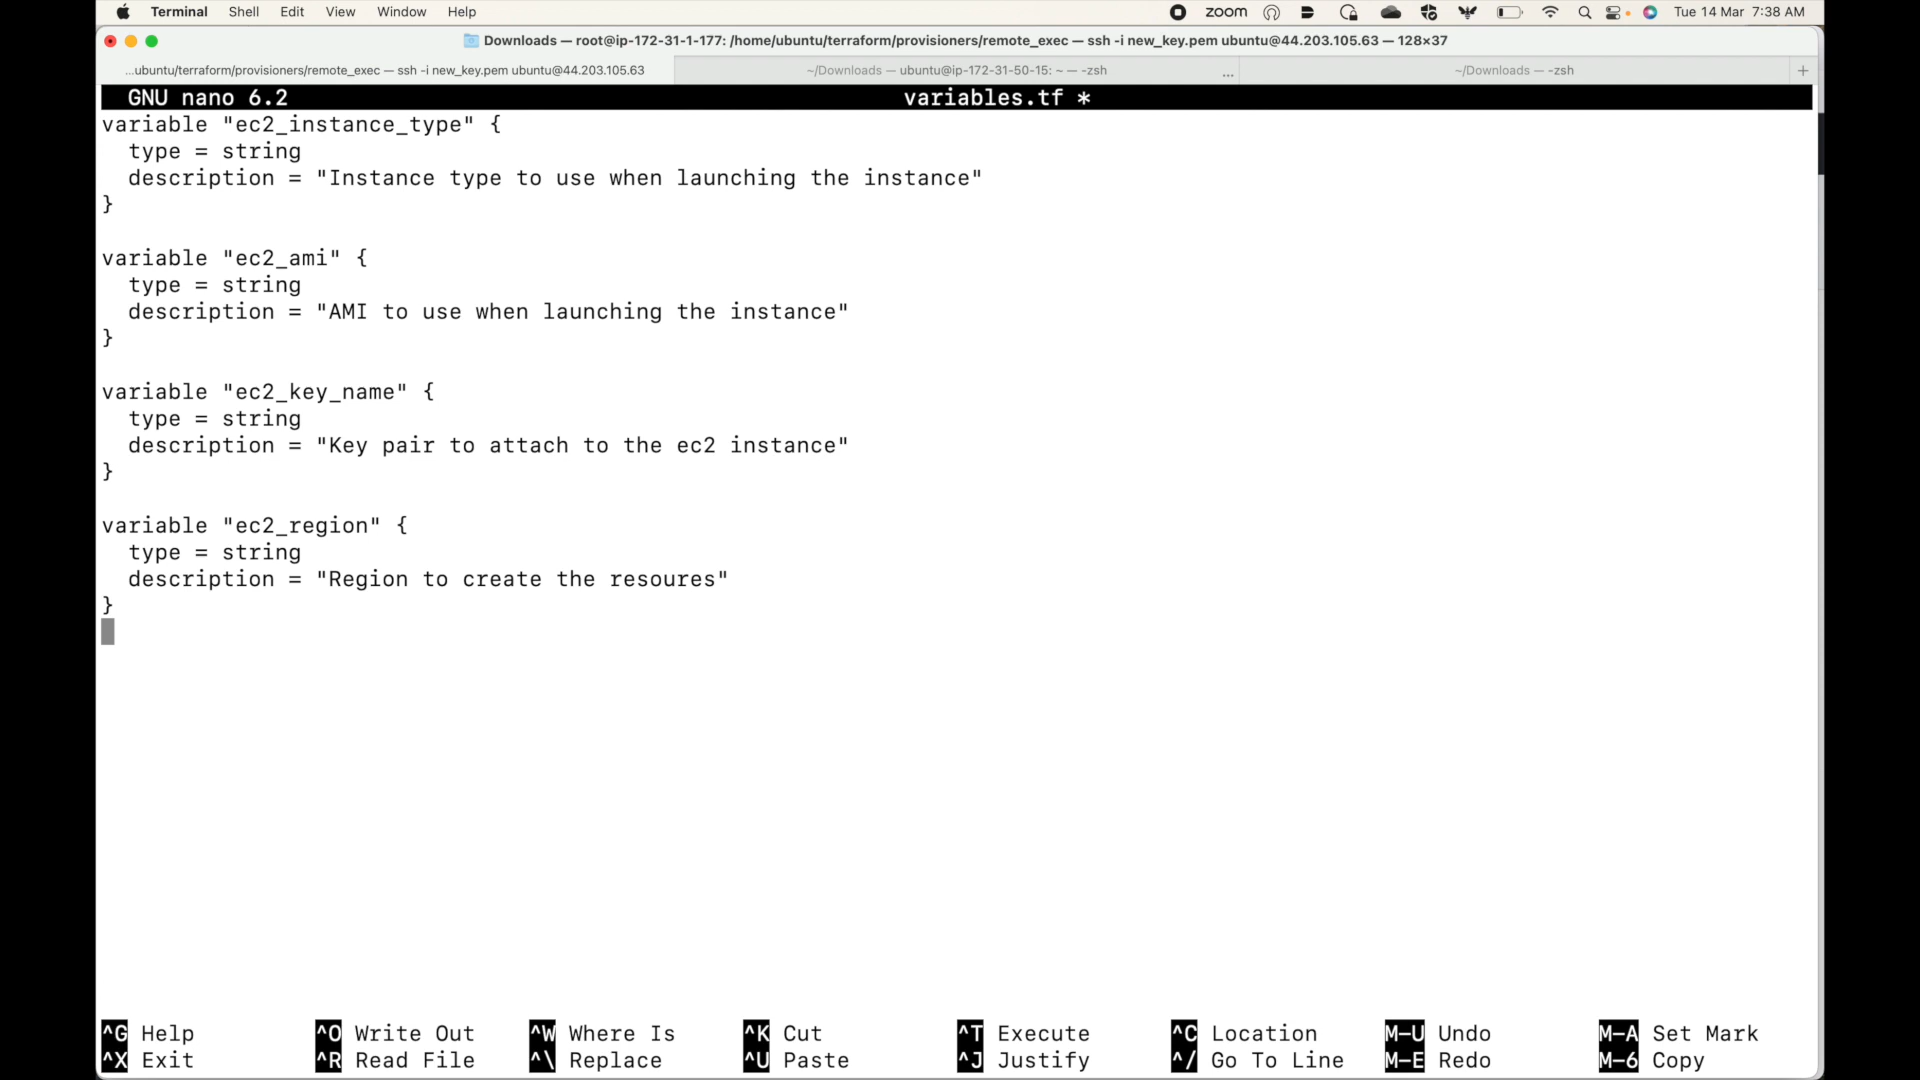 Terminal Shell Edit View Window Help zoom Tue 14 Mar 7:38 AM
Downloads — root@ip-172-31-1-177: /home/ubuntu/terraform/provisioners/remote_exec — ssh -i new_key.pem ubuntu@44.203.105.63 — 128×37
...ubuntu/terraform/provisioners/remote_exec — ssh -i new_key.pem ubuntu@44.203.105.63 ~/Downloads — ubuntu@ip-172-31-50-15: ~ — -zsh ... ~/Downloads — -zsh +
GNU nano 6.2 variables.tf *
variable "ec2_instance_type" {
  type = string
  description = "Instance type to use when launching the instance"
}

variable "ec2_ami" {
  type = string
  description = "AMI to use when launching the instance"
}

variable "ec2_key_name" {
  type = string
  description = "Key pair to attach to the ec2 instance"
}

variable "ec2_region" {
  type = string
  description = "Region to create the resoures"
}
^G Help ^O Write Out ^W Where Is ^K Cut ^T Execute ^C Location M-U Undo M-A Set Mark
^X Exit ^R Read File ^\ Replace ^U Paste ^J Justify ^/ Go To Line M-E Redo M-6 Copy